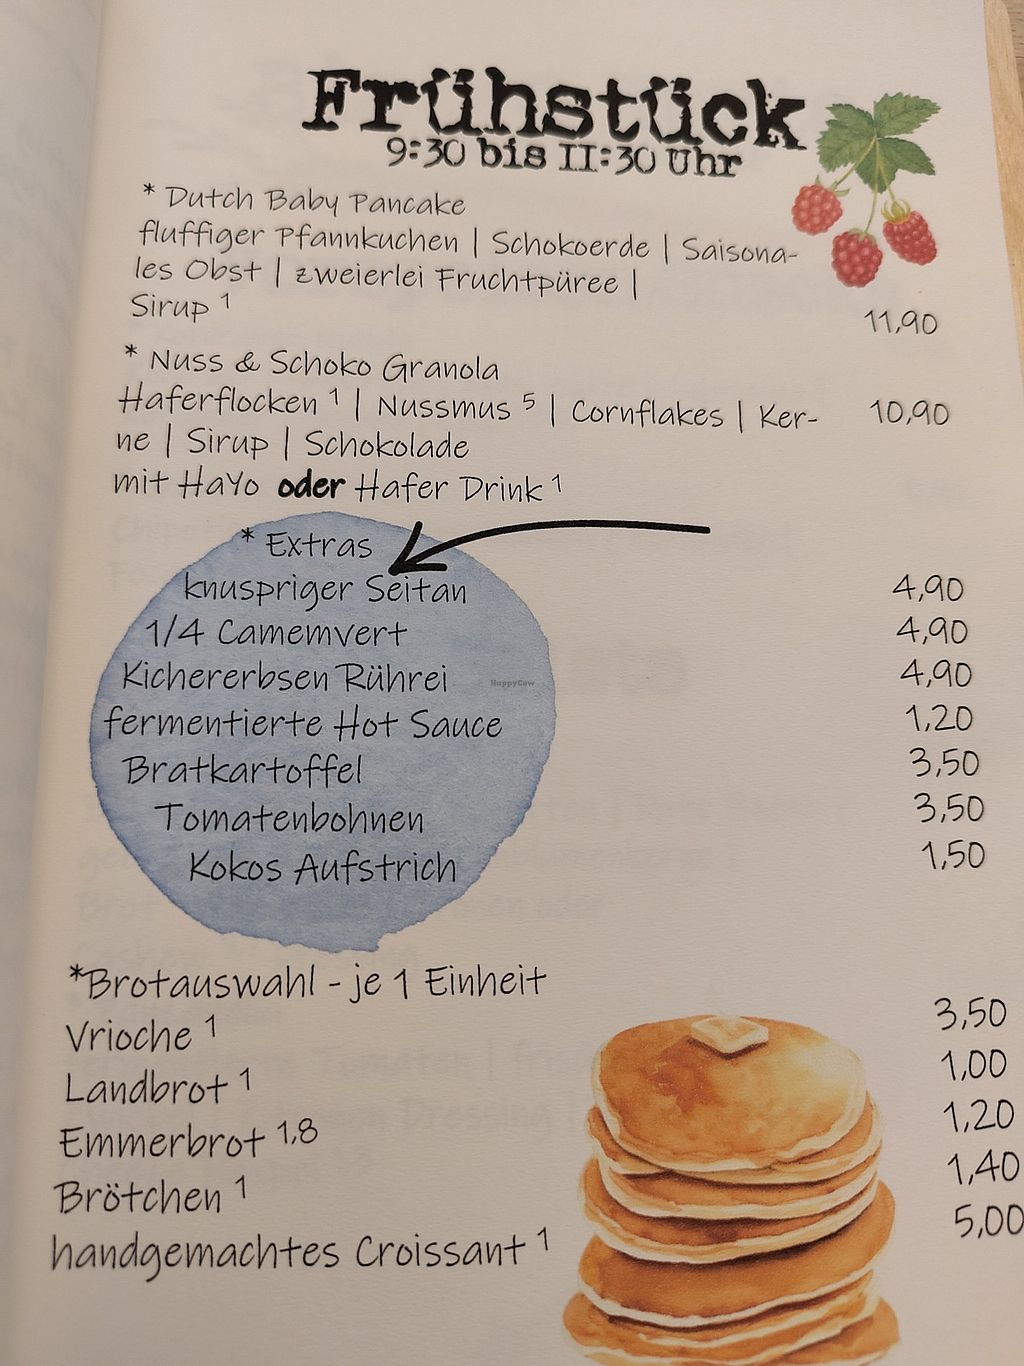 Frühstück
9:30 bis 11:30 Uhr
* Dutch Baby Pancake
fluffiger Pfannkuchen | Schokoerde | Saisona-
les Obst | zweierlei Fruchtpüree |
Sirup ¹ 11,90
* Nuss & Schoko Granola
Haferflocken ¹ | Nussmus ⁵ | Cornflakes | Ker- 10,90
ne | Sirup | Schokolade
mit HaYo oder Hafer Drink ¹
* Extras
knuspriger Seitan 4,90
1/4 Camemvert 4,90
Kichererbsen Rührei 4,90
fermentierte Hot Sauce 1,20
Bratkartoffel 3,50
Tomatenbohnen 3,50
Kokos Aufstrich 1,50
HappyCow
*Brotauswahl - je 1 Einheit
Vrioche ¹ 3,50
Landbrot ¹ 1,00
Emmerbrot ¹,⁸ 1,20
Brötchen ¹ 1,40
handgemachtes Croissant ¹ 5,00